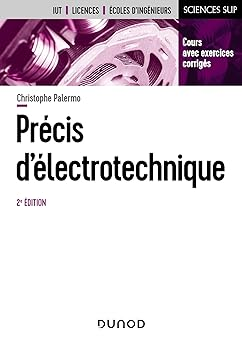 IUT | LICENCES | ÉCOLES D'INGÉNIEURS
SCIENCES SUP
Cours
avec exercices
corrigés
Christophe Palermo
Précis
d'électrotechnique
2e ÉDITION
DUNOD